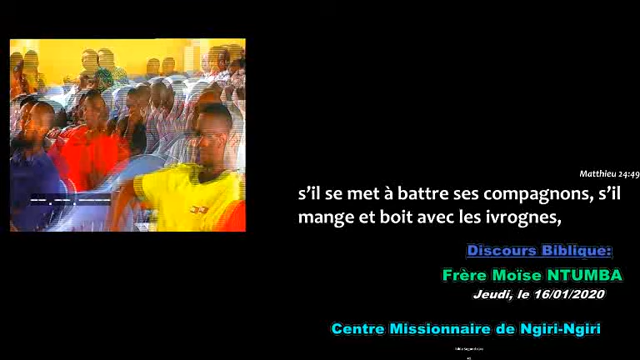 Matthieu 24:49
s'il se met à battre ses compagnons, s'il
mange et boit avec les ivrognes,
Discours Biblique:
Frère Moïse NTUMBA
Jeudi, le 16/01/2020
Centre Missionnaire de Ngiri-Ngiri